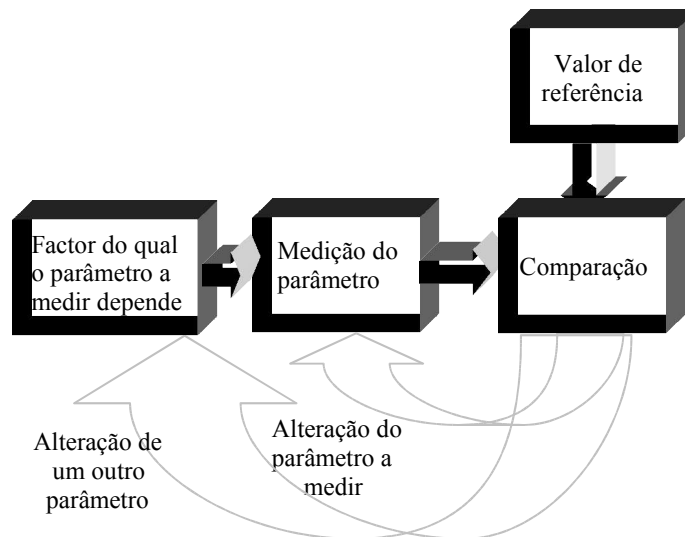 Valor de
referência
Factor do qual
o parâmetro a
medir depende
Medição do
parâmetro
Comparação
Alteração de
um outro
parâmetro
Alteração do
parâmetro a
medir